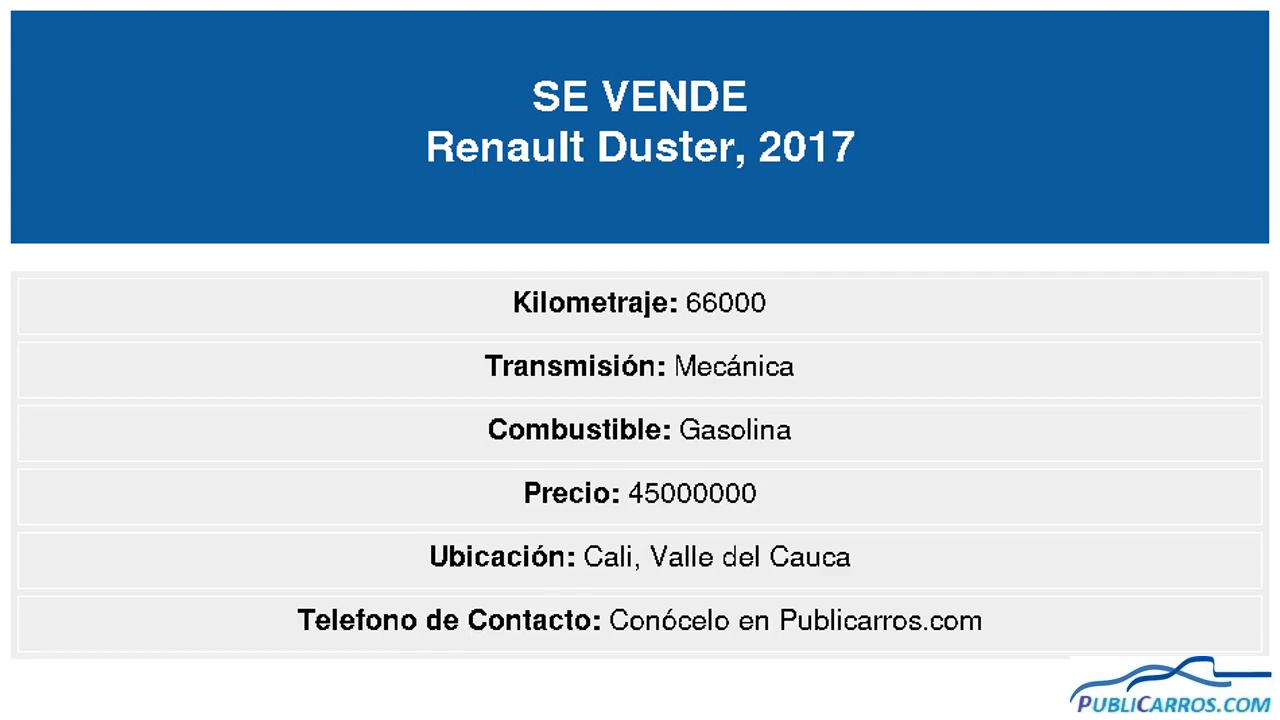 SE VENDE
Renault Duster, 2017
Kilometraje: 66000
Transmisión: Mecánica
Combustible: Gasolina
Precio: 45000000
Ubicación: Cali, Valle del Cauca
Telefono de Contacto: Conócelo en Publicarros.com
PUBLICARROS.COM